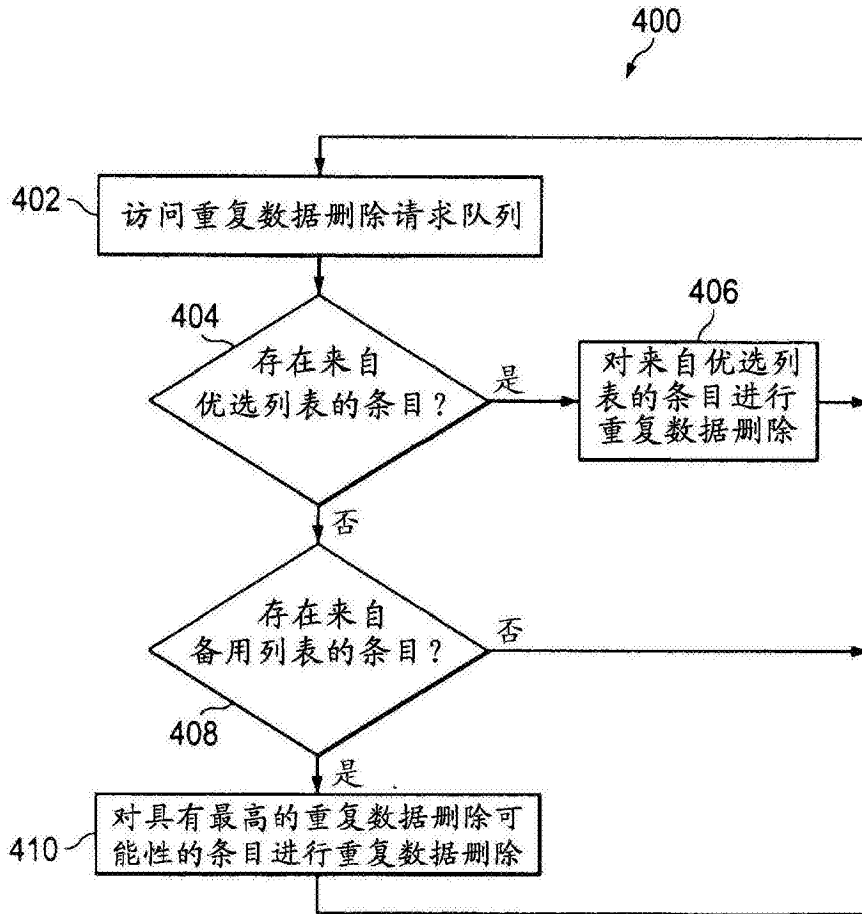 400
402
访问重复数据删除请求队列
404
存在来自
优选列表的条目?
是
406
对来自优选列
表的条目进行
重复数据删除
否
存在来自
备用列表的条目?
否
408
是
410
对具有最高的重复数据删除可
能性的条目进行重复数据删除